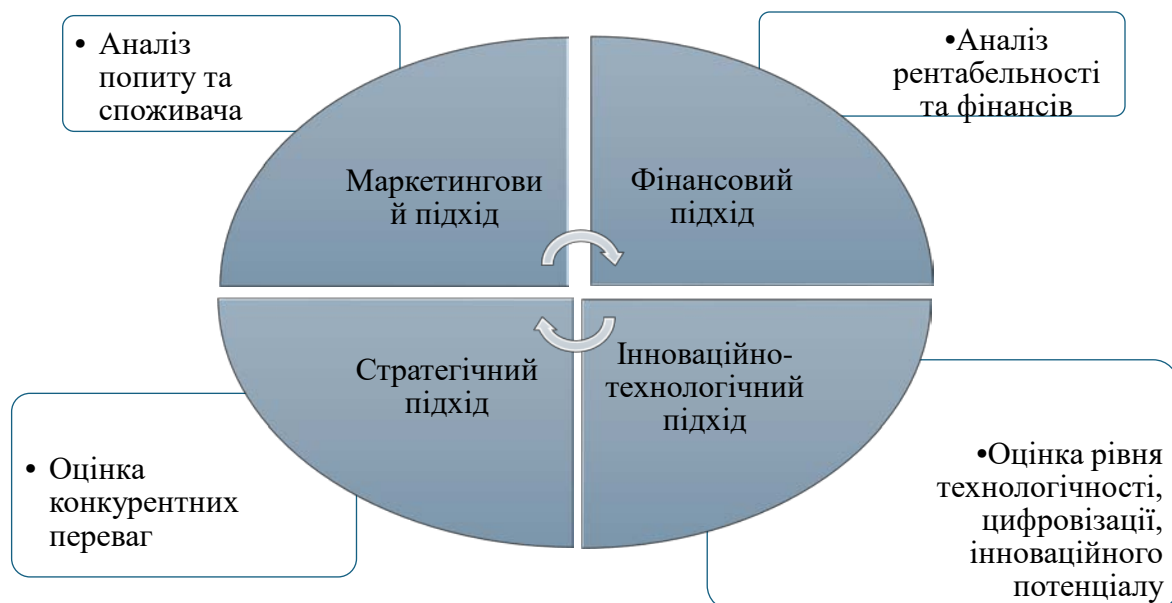 • Аналіз
попиту та
споживача
•Аналіз
рентабельності
та фінансів
Маркетингови
й підхід
Фінансовий
підхід
Стратегічний
підхід
Інноваційно-
технологічний
підхід
• Оцінка
конкурентних
переваг
•Оцінка рівня
технологічності,
цифровізації,
інноваційного
потенціалу